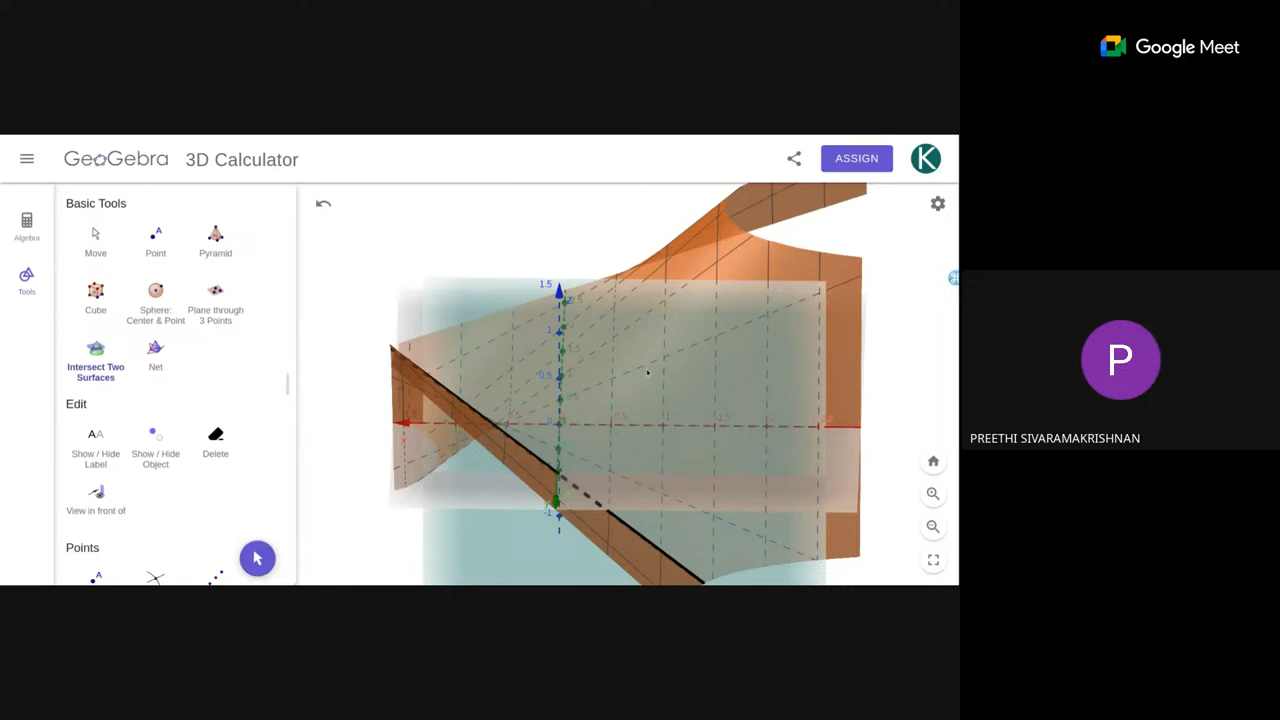 Google Meet
GeoGebra
3D Calculator
ASSIGN
K
Algebra
Tools
Basic Tools
Move
Point
Pyramid
Cube
Sphere:
Center & Point
Plane through
3 Points
Intersect Two
Surfaces
Net
Edit
AA
Show / Hide
Label
Show / Hide
Object
Delete
View in front of
Points
A
1.5
1
0.5
0
-1
x
P
PREETHI SIVARAMAKRISHNAN